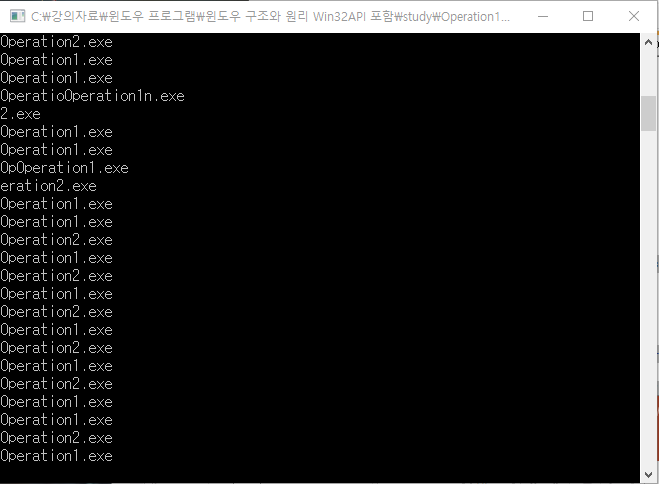 C:\강의자료\윈도우 프로그램\윈도우 구조와 원리 Win32API 포함\study\Operation1...
Operation2.exe
Operation1.exe
Operation1.exe
OperatioOperation1n.exe
2.exe
Operation1.exe
Operation1.exe
OpOperation1.exe
eration2.exe
Operation1.exe
Operation1.exe
Operation2.exe
Operation1.exe
Operation2.exe
Operation1.exe
Operation2.exe
Operation1.exe
Operation2.exe
Operation1.exe
Operation2.exe
Operation1.exe
Operation1.exe
Operation2.exe
Operation1.exe